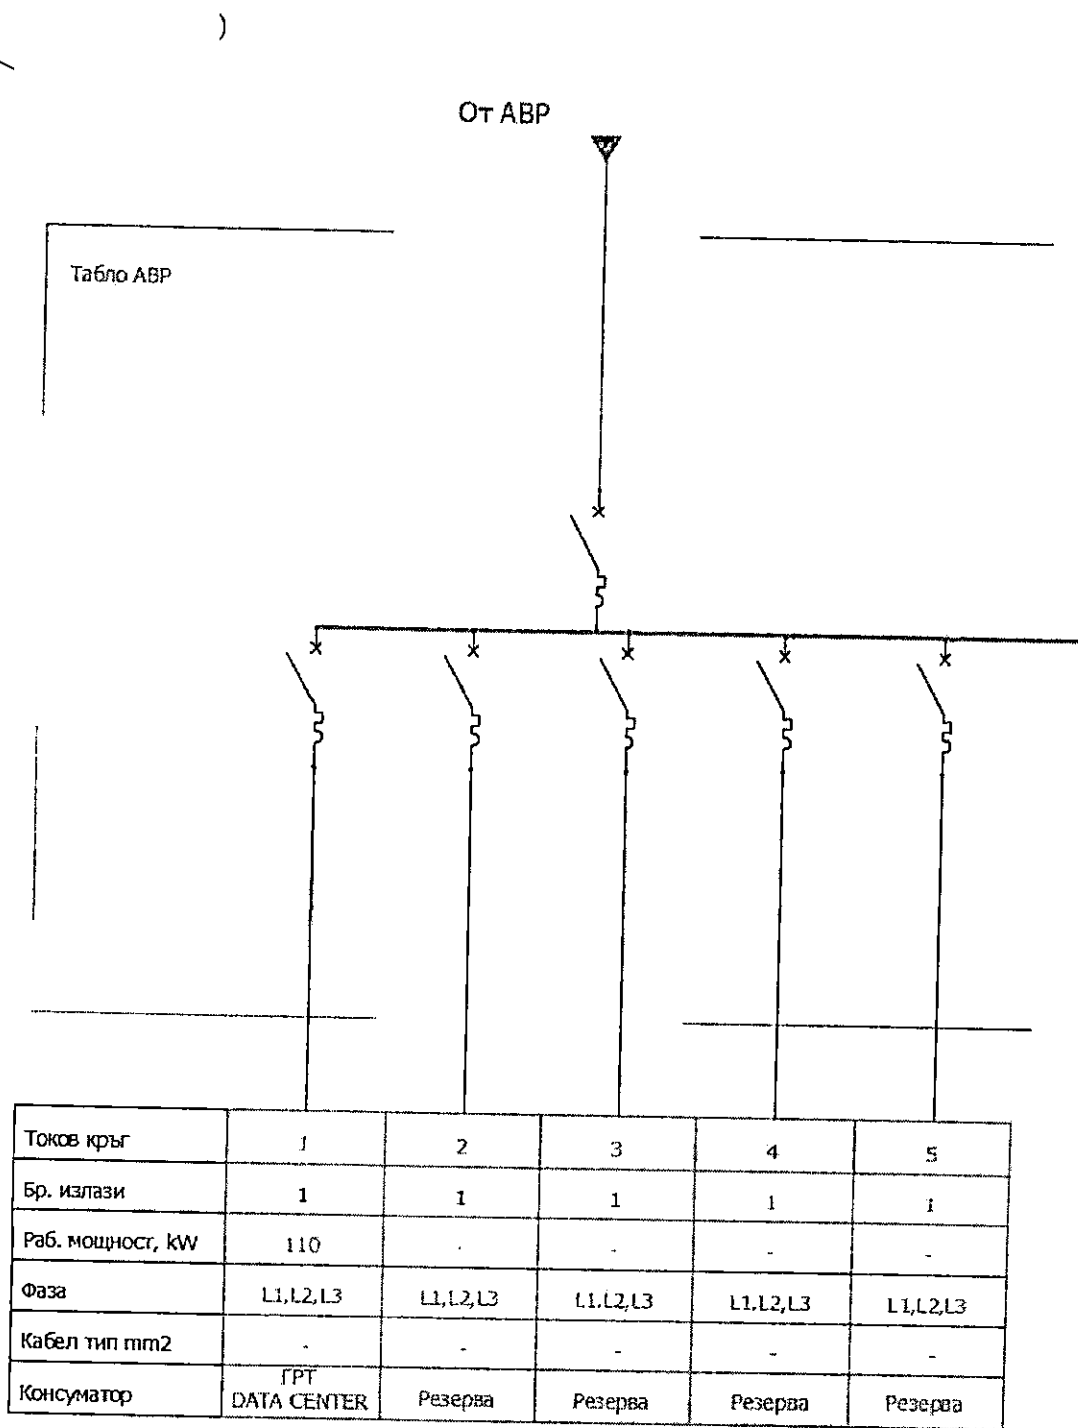 От АВР
Табло АВР
Токов кръг 1 2 3 4 5
Бр. излази 1 1 1 1 1
Раб. мощност, kW 110 - - - -
Фаза L1,L2,L3 L1,L2,L3 L1,L2,L3 L1,L2,L3 L1,L2,L3
Кабел тип mm2 - - - - -
Консуматор ГРТ DATA CENTER Резерва Резерва Резерва Резерва